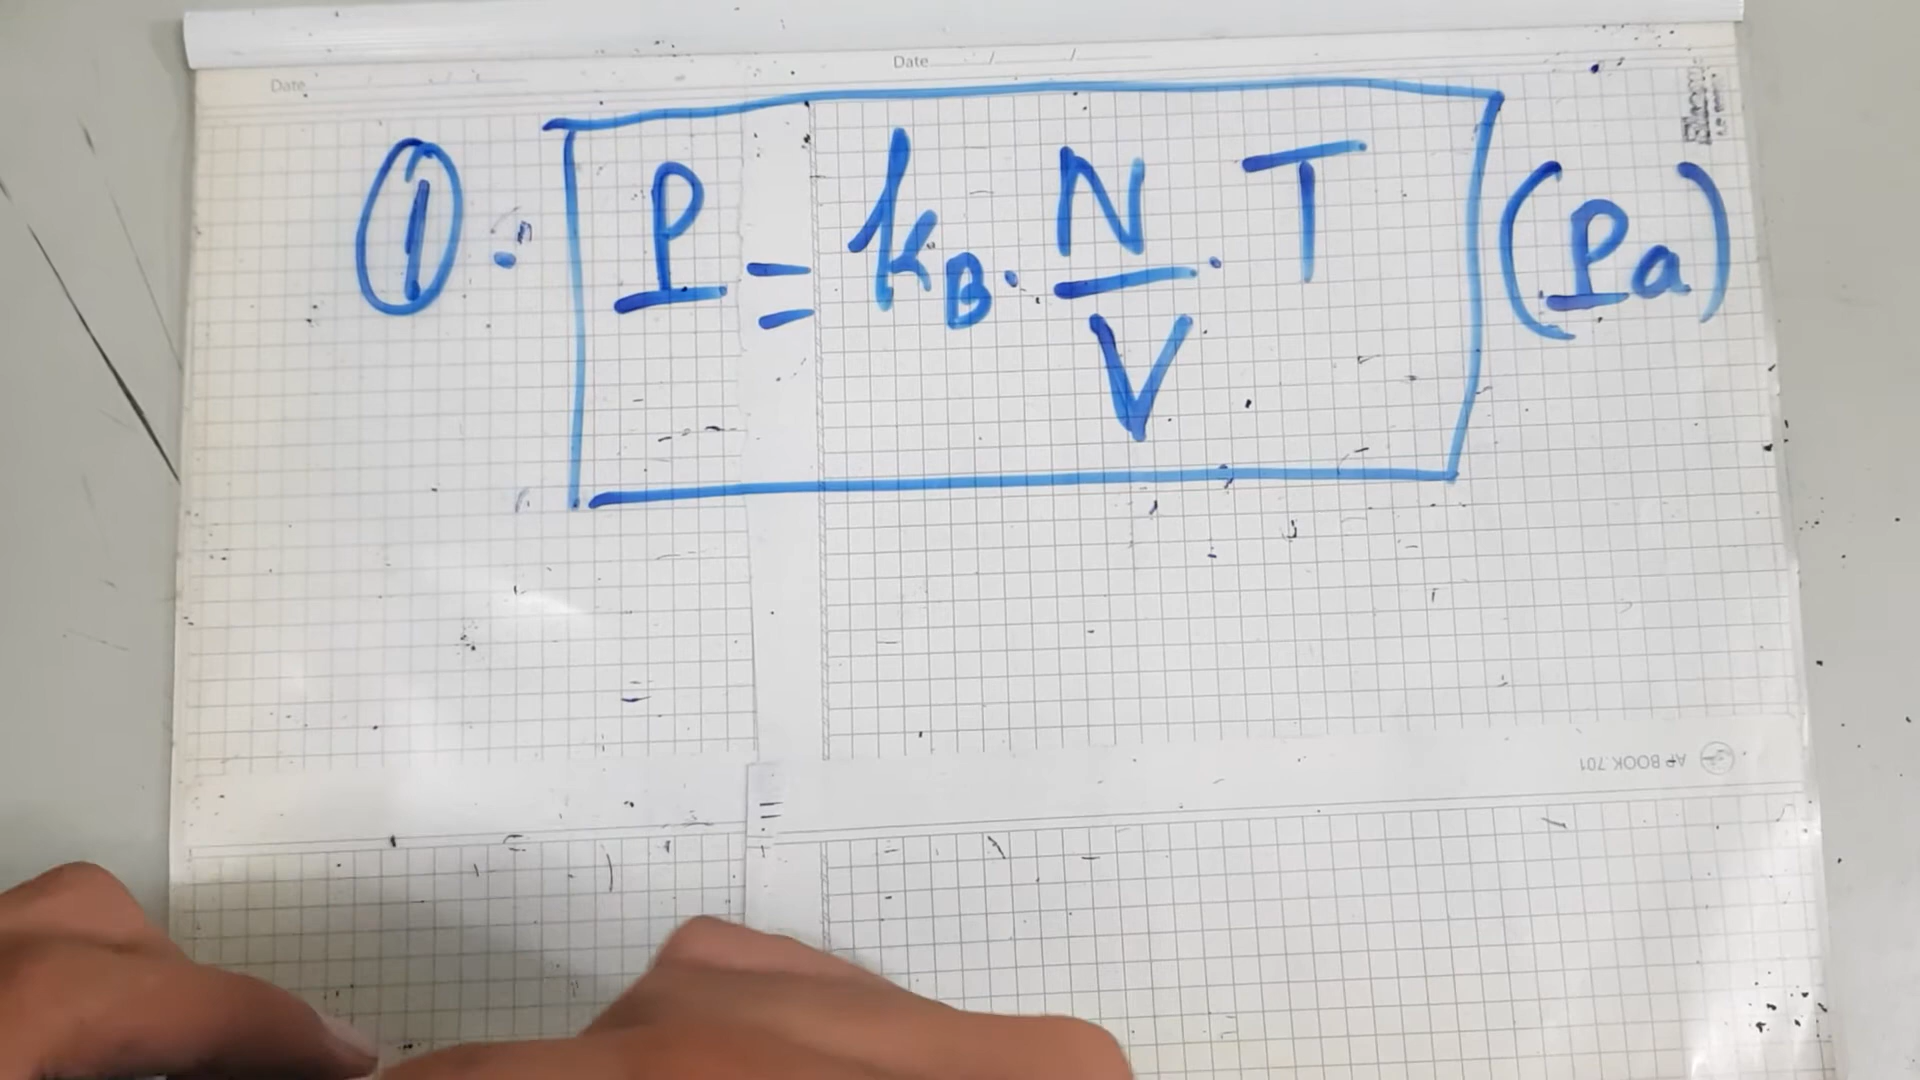 Date / /
Date / /
① : P = k_B · N/V · T (Pa)
AP BOOK.701